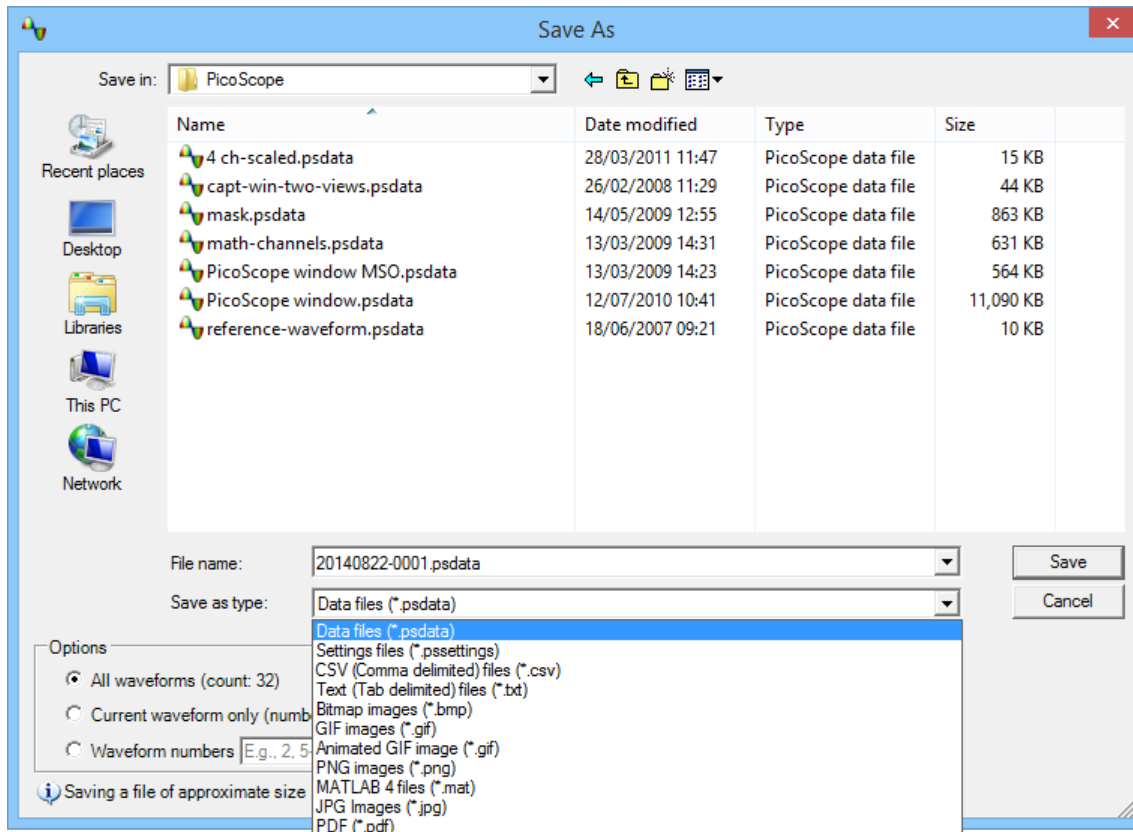 Save As
Save in: PicoScope
Name Date modified Type Size
4 ch-scaled.psdata 28/03/2011 11:47 PicoScope data file 15 KB
capt-win-two-views.psdata 26/02/2008 11:29 PicoScope data file 44 KB
mask.psdata 14/05/2009 12:55 PicoScope data file 863 KB
math-channels.psdata 13/03/2009 14:31 PicoScope data file 631 KB
PicoScope window MSO.psdata 13/03/2009 14:23 PicoScope data file 564 KB
PicoScope window.psdata 12/07/2010 10:41 PicoScope data file 11,090 KB
reference-waveform.psdata 18/06/2007 09:21 PicoScope data file 10 KB
Recent places
Desktop
Libraries
This PC
Network
File name: 20140822-0001.psdata Save
Save as type: Data files (*.psdata) Cancel
Data files (*.psdata)
Settings files (*.pssettings)
CSV (Comma delimited) files (*.csv)
Text (Tab delimited) files (*.txt)
Bitmap images (*.bmp)
GIF images (*.gif)
Animated GIF image (*.gif)
PNG images (*.png)
MATLAB 4 files (*.mat)
JPG Images (*.jpg)
PDF (*.pdf)
Options
All waveforms (count: 32)
Current waveform only (numb
Waveform numbers E.g., 2, 5-
Saving a file of approximate size